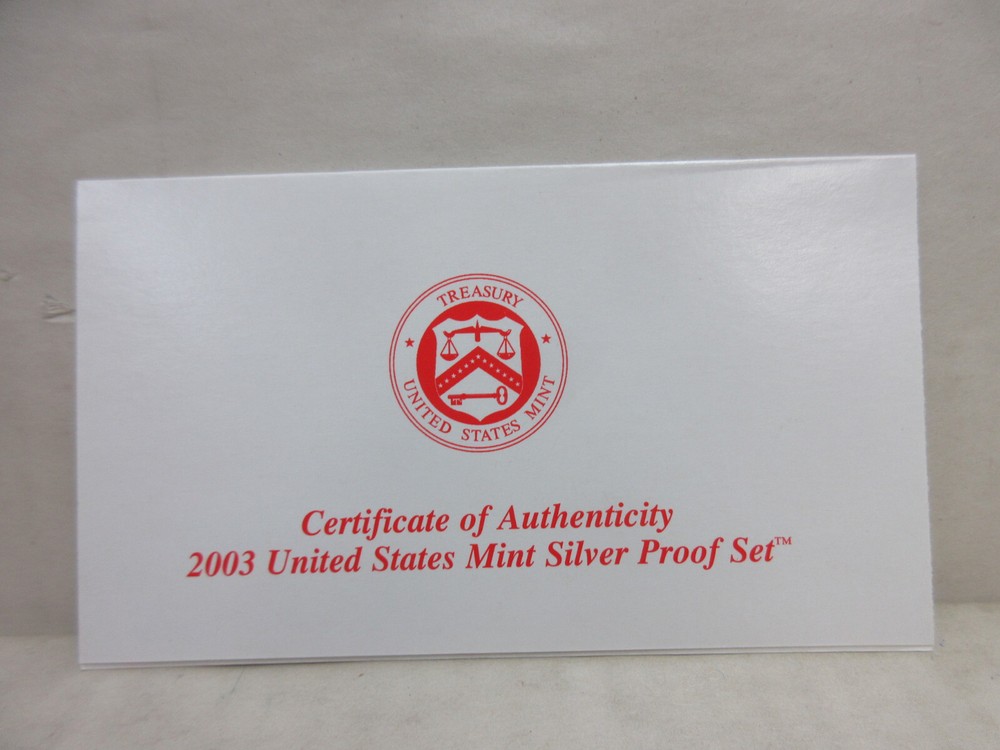 TREASURY
UNITED STATES MINT
Certificate of Authenticity
2003 United States Mint Silver Proof Set™